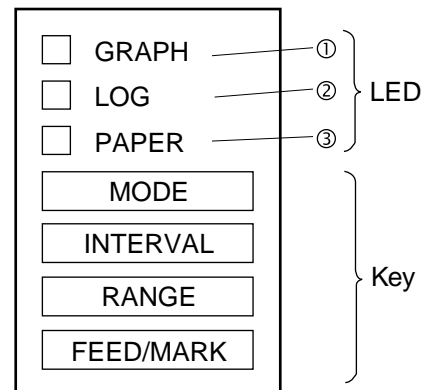 GRAPH ①
LOG ②
PAPER ③
LED
MODE
INTERVAL
RANGE
FEED/MARK
Key